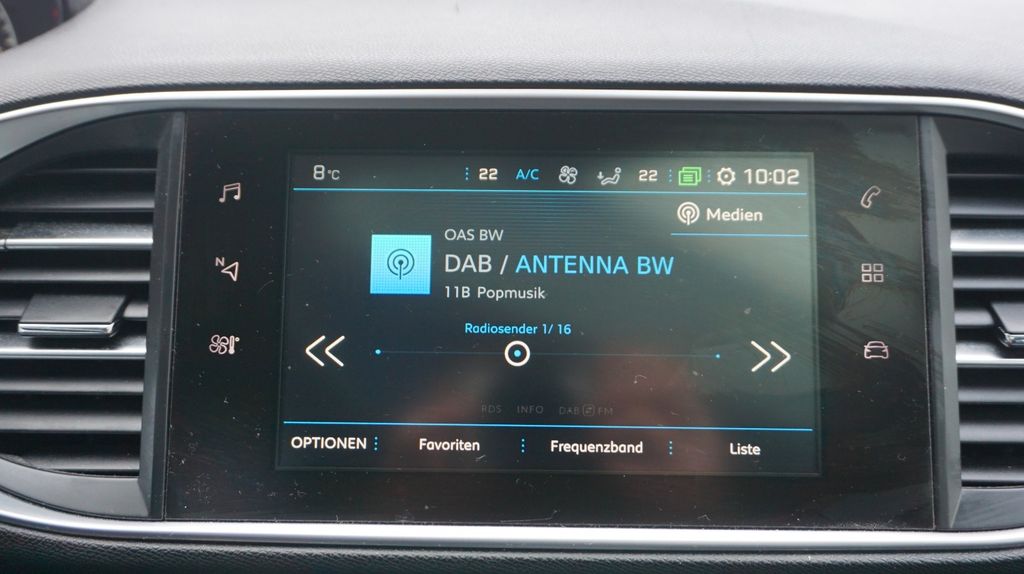 8°C 22 A/C 22 10:02
Medien
OAS BW
DAB / ANTENNA BW
11B Popmusik
N
Radiosender 1/ 16
RDS INFO DAB FM
OPTIONEN Favoriten Frequenzband Liste